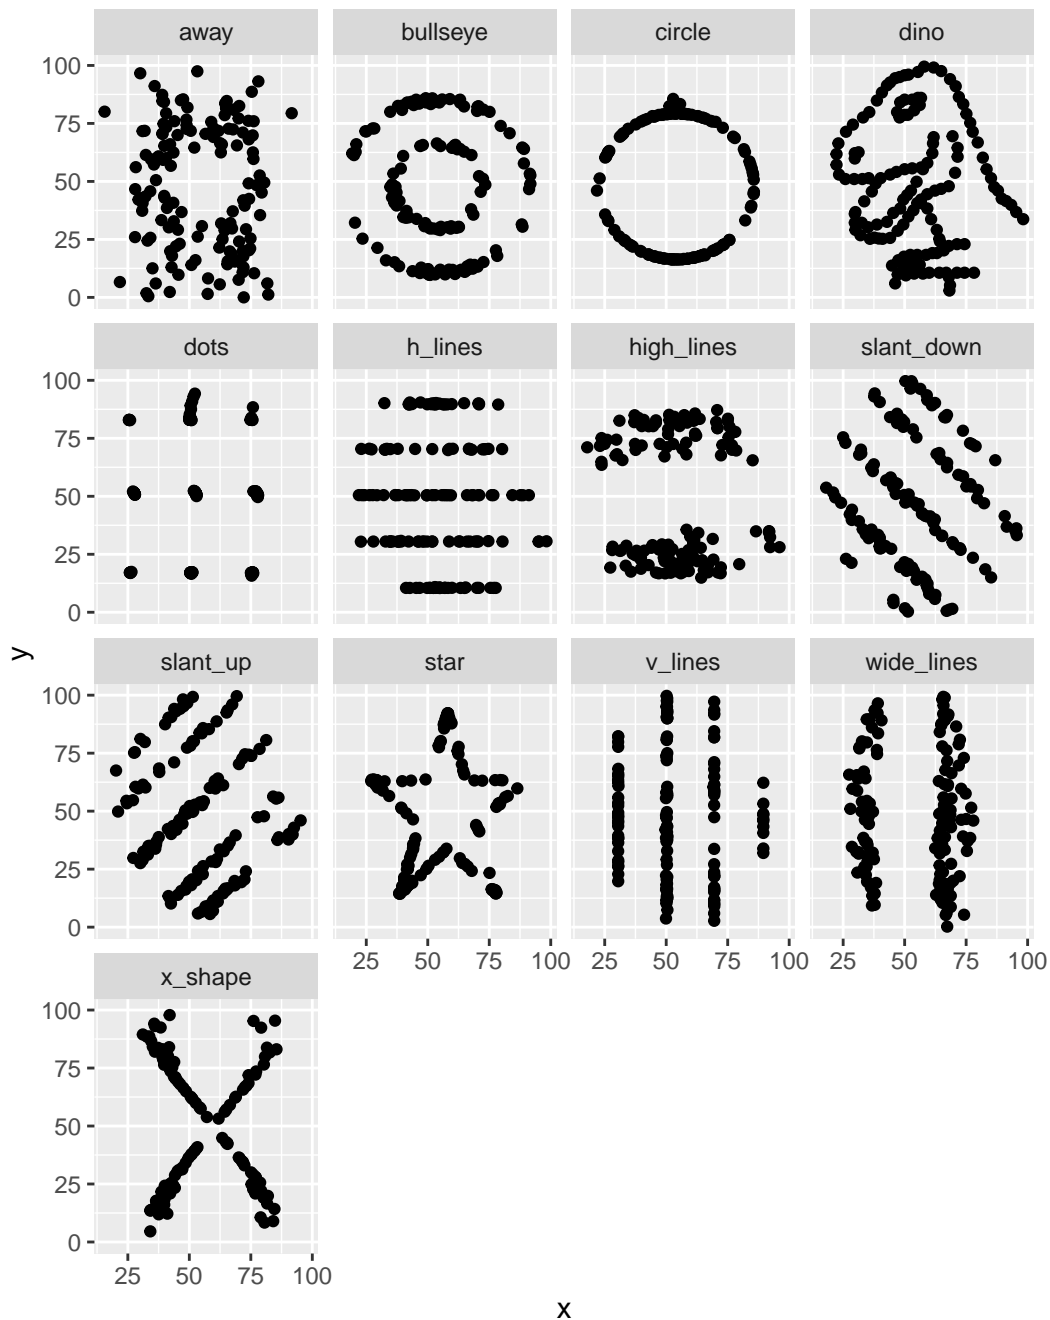 away bullseye circle dino
100
75
50
25
0
dots h_lines high_lines slant_down
100
75
50
25
0
y
slant_up star v_lines wide_lines
100
75
50
25
0
25 50 75 100 25 50 75 100 25 50 75 100
x_shape
100
75
50
25
0
25 50 75 100
x